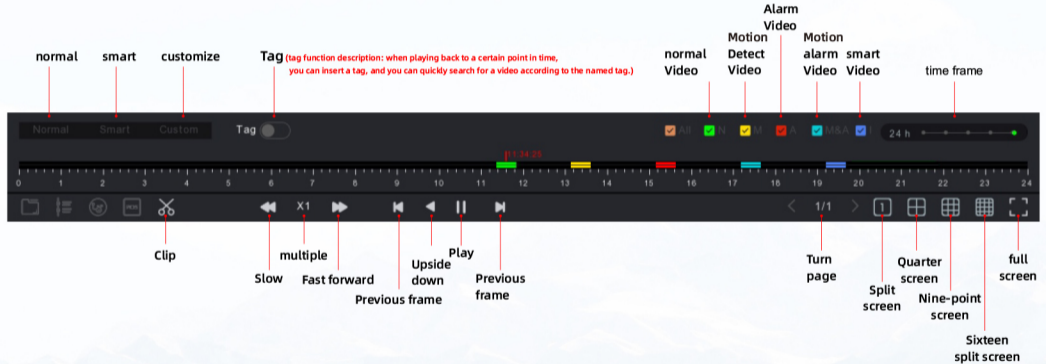 Alarm
Video
normal
smart
customize
Tag(tag function description: when playing back to a certain point in time,
you can insert a tag, and you can quickly search for a video according to the named tag.)
normal
Video
Motion
Detect
Video
Motion
alarm
Video
smart
Video
time frame
Normal Smart Custom Tag All N M A M&A I 24 h
11:34:20
0 1 2 3 4 5 6 7 8 9 10 11 12 13 14 15 16 17 18 19 20 21 22 23 24
X1 1/1 1
Clip
Slow
multiple
Fast forward
Previous frame
Upside
down
Play
Previous
frame
Turn
page
Split
screen
Quarter
screen
Nine-point
screen
Sixteen
split screen
full
screen